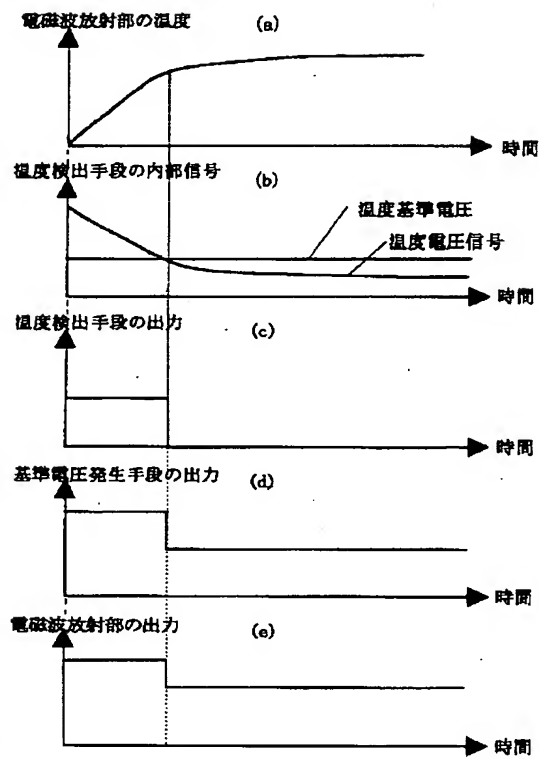 電磁波放射部の温度
(a)
時間
温度検出手段の内部信号
(b)
温度基準電圧
温度電圧信号
時間
温度検出手段の出力
(c)
時間
基準電圧発生手段の出力
(d)
時間
電磁波放射部の出力
(e)
時間